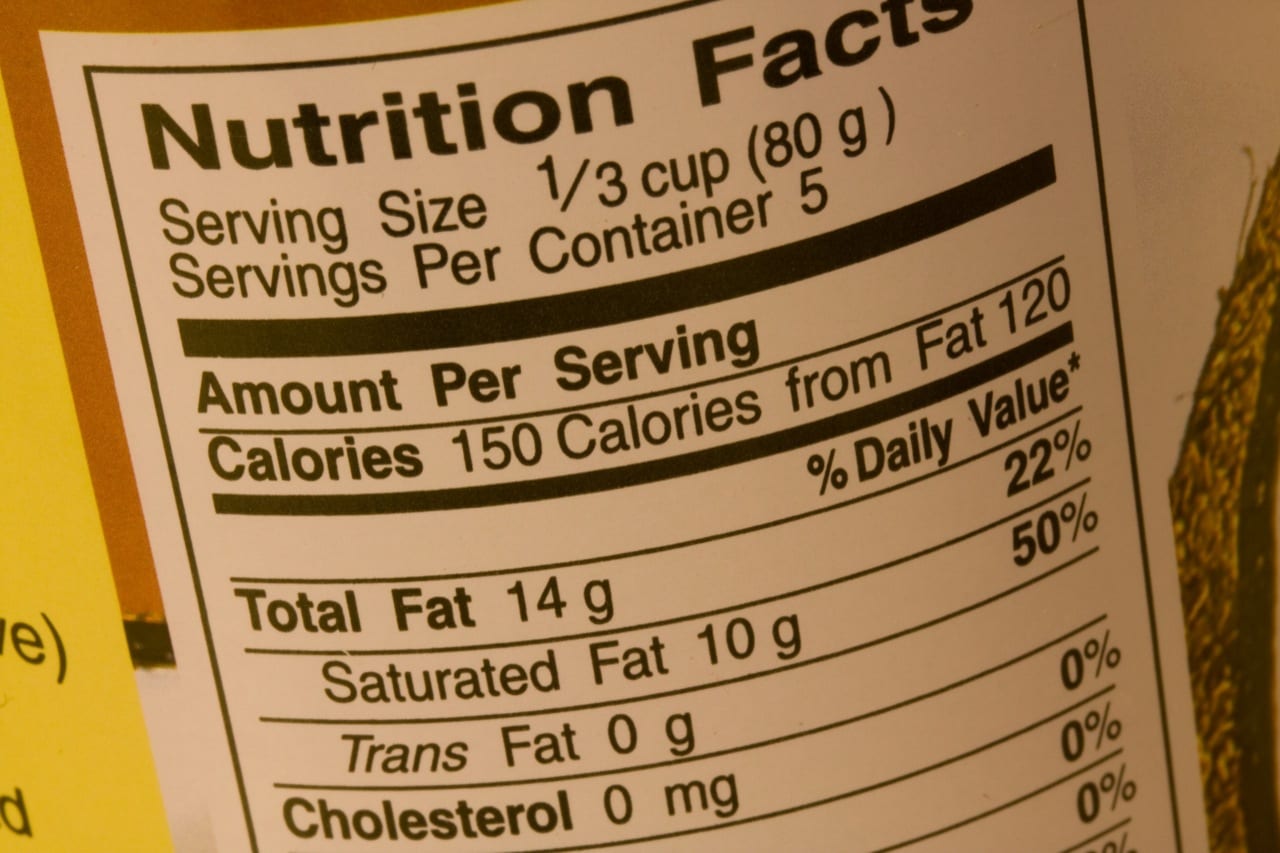 Nutrition Facts
Serving Size 1/3 cup (80 g )
Servings Per Container 5
Amount Per Serving
Calories 150 Calories from Fat 120
% Daily Value*
Total Fat 14 g 22%
Saturated Fat 10 g 50%
Trans Fat 0 g
Cholesterol 0 mg 0%
0%
0%